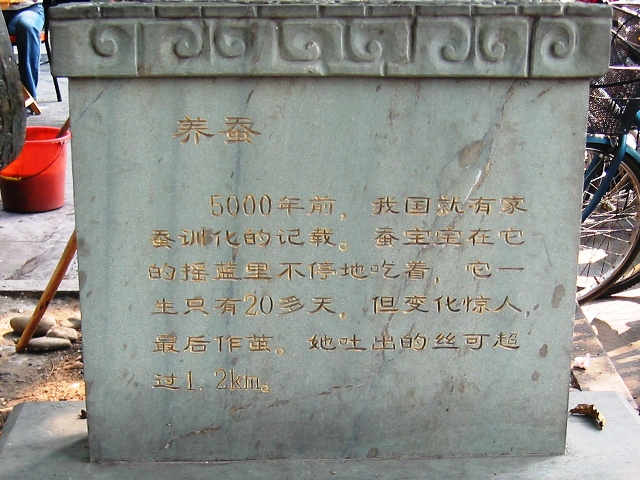 养蚕
5000年前，我国就有家
蚕训化的记载。蚕宝宝在它
的摇蓝里不停地吃着，它一
生只有20多天，但变化惊人，
最后作茧。她吐出的丝可超
过1.2km。